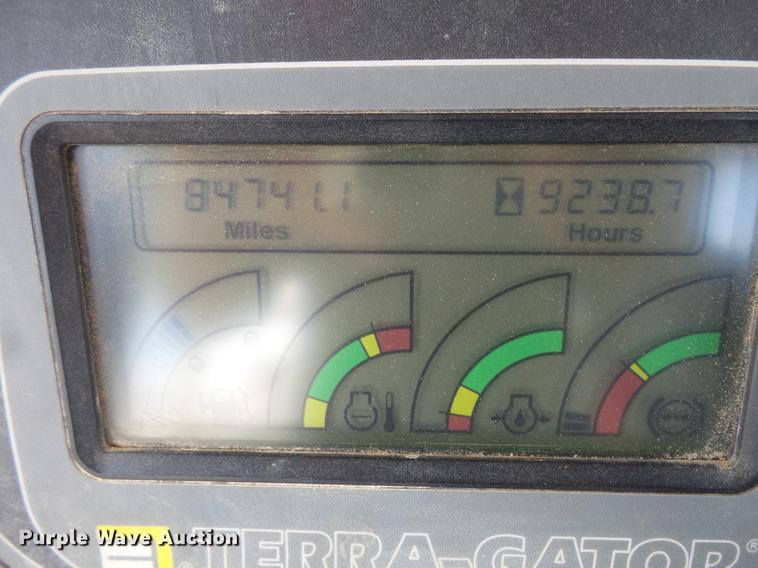 84741.1 9238.7
Miles Hours
TERRA-GATOR®
Purple Wave Auction